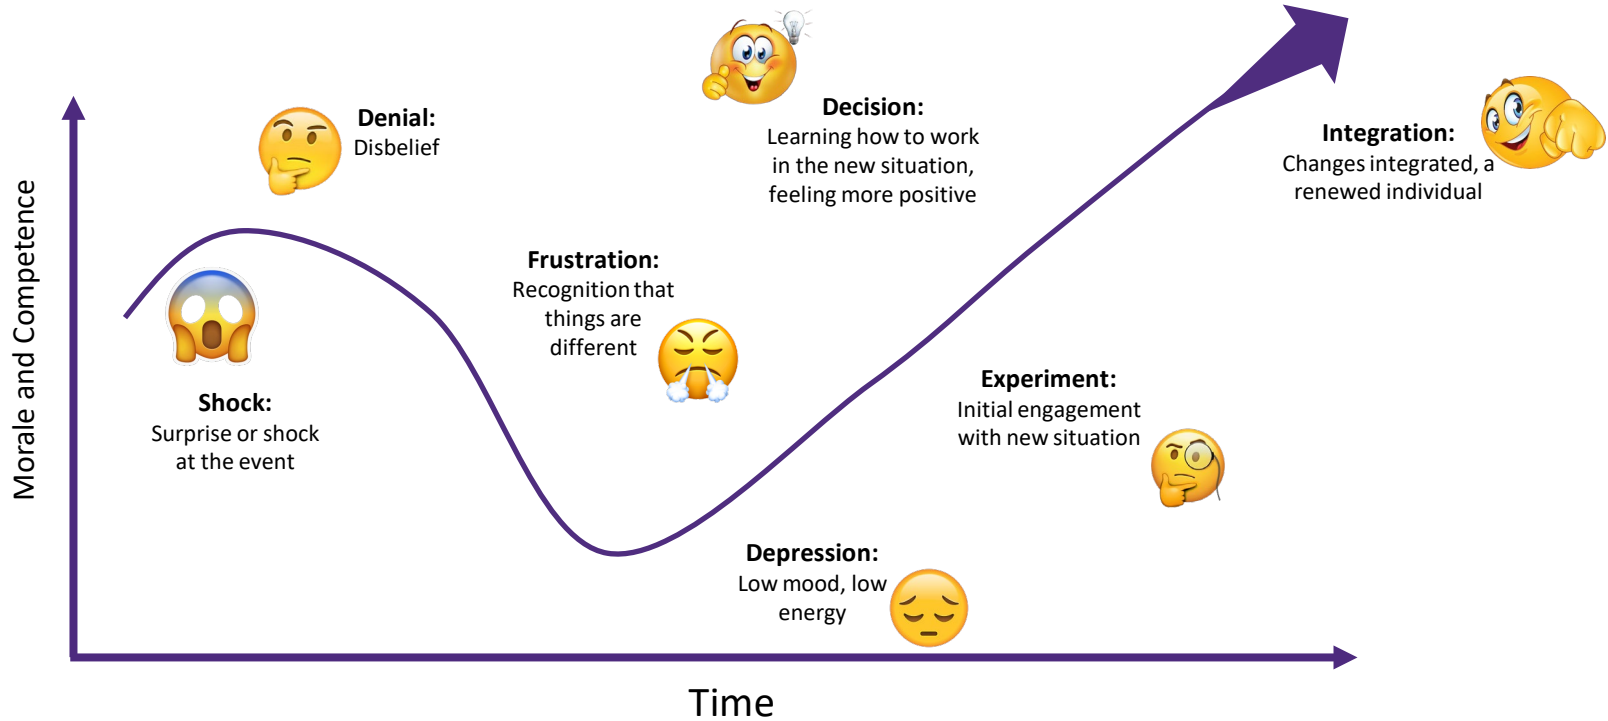 Morale and Competence
Shock:
Surprise or shock
at the event
Denial:
Disbelief
Frustration:
Recognition that
things are
different
Depression:
Low mood, low
energy
Experiment:
Initial engagement
with new situation
Decision:
Learning how to work
in the new situation,
feeling more positive
Integration:
Changes integrated, a
renewed individual
Time